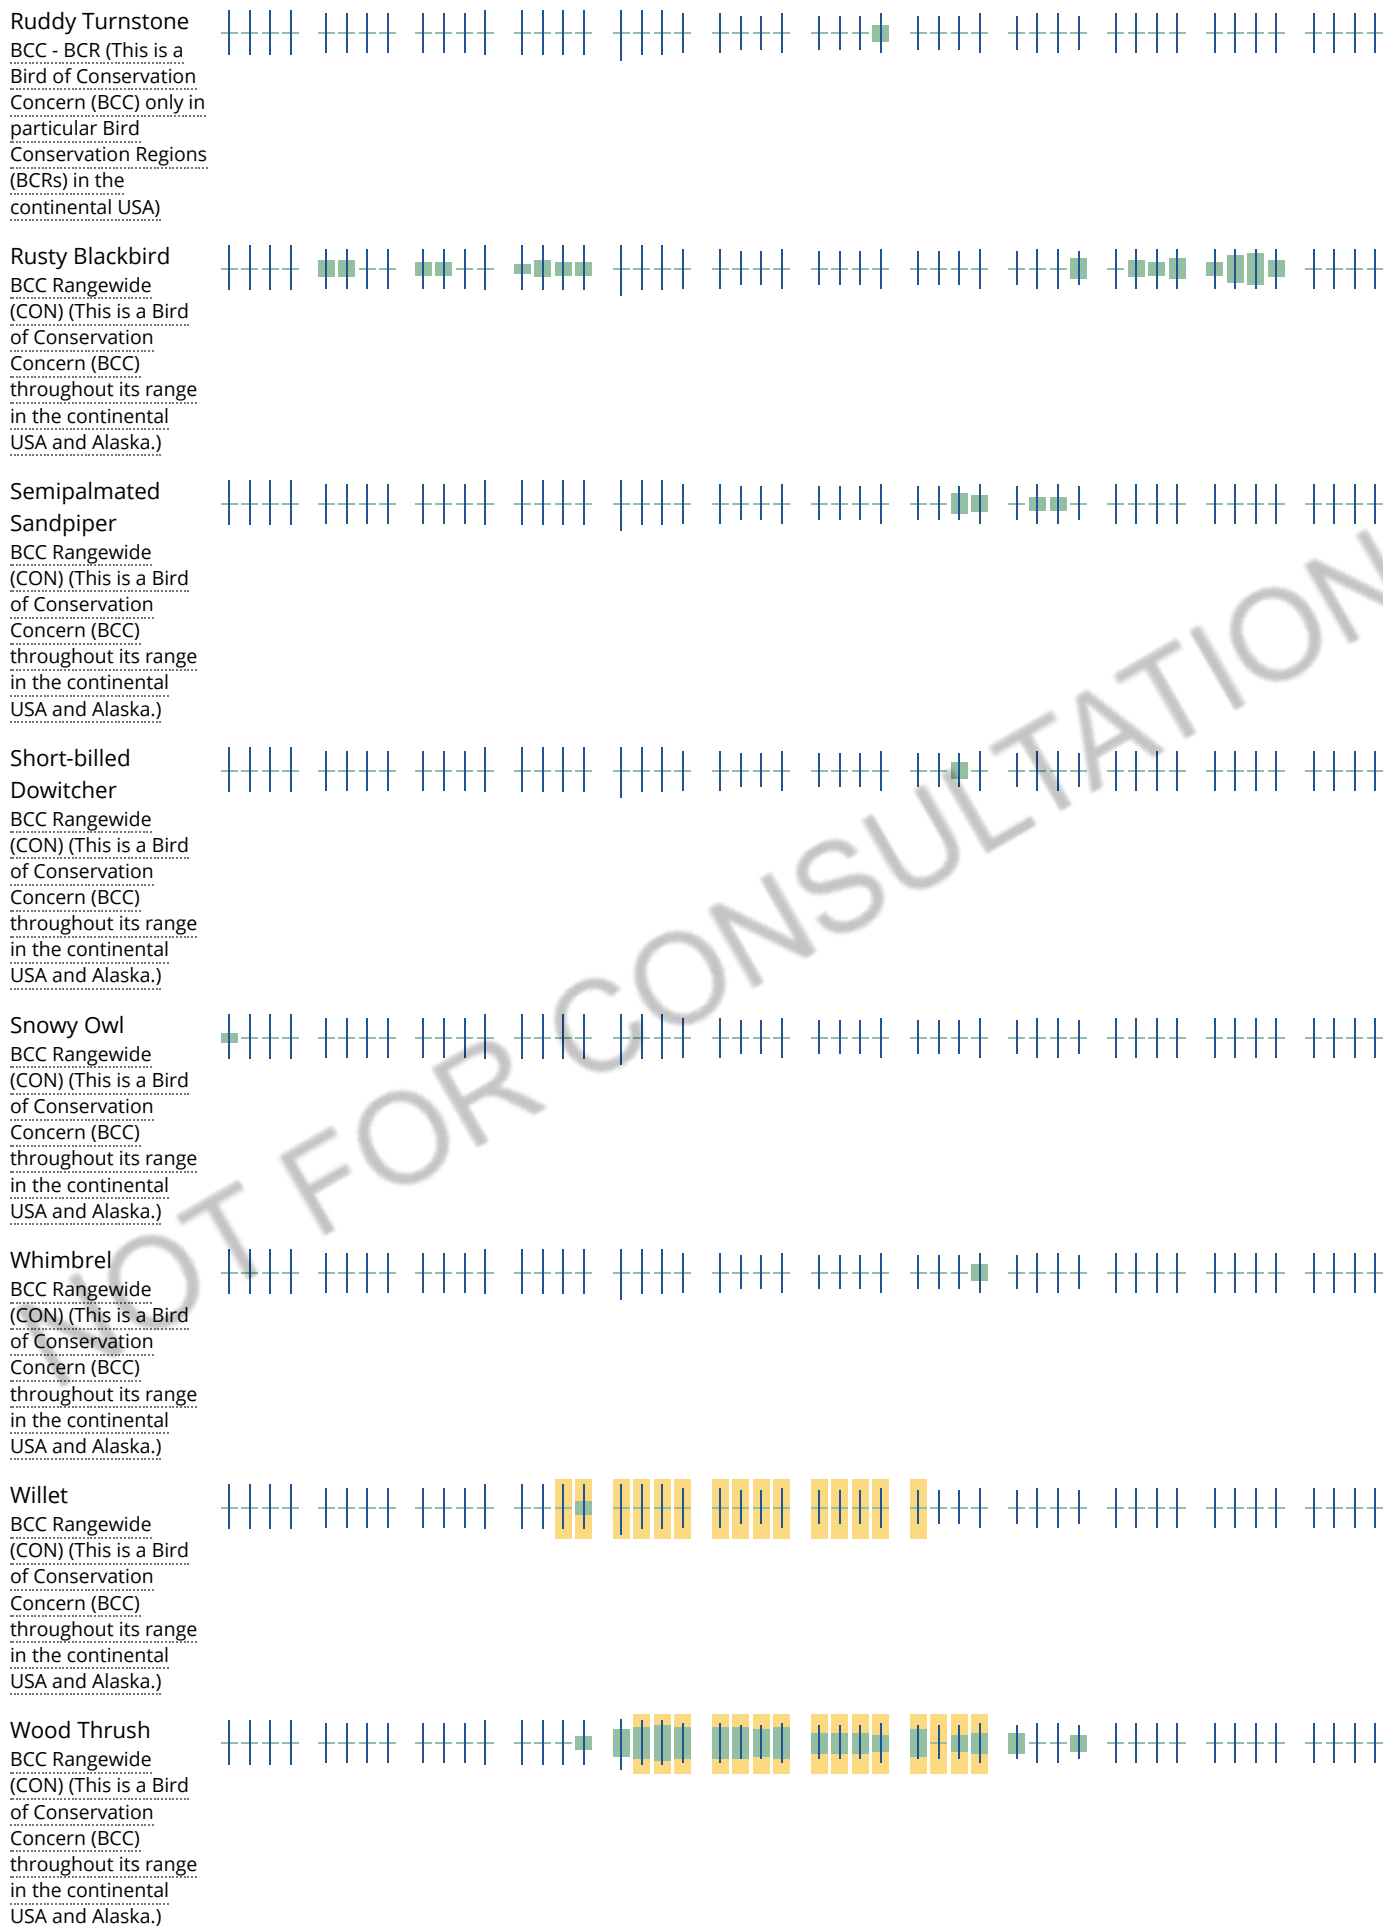 Ruddy Turnstone
BCC - BCR (This is a
Bird of Conservation
Concern (BCC) only in
particular Bird
Conservation Regions
(BCRs) in the
continental USA)
Rusty Blackbird
BCC Rangewide
(CON) (This is a Bird
of Conservation
Concern (BCC)
throughout its range
in the continental
USA and Alaska.)
Semipalmated
Sandpiper
BCC Rangewide
(CON) (This is a Bird
of Conservation
Concern (BCC)
throughout its range
in the continental
USA and Alaska.)
Short-billed
Dowitcher
BCC Rangewide
(CON) (This is a Bird
of Conservation
Concern (BCC)
throughout its range
in the continental
USA and Alaska.)
Snowy Owl
BCC Rangewide
(CON) (This is a Bird
of Conservation
Concern (BCC)
throughout its range
in the continental
USA and Alaska.)
Whimbrel
BCC Rangewide
(CON) (This is a Bird
of Conservation
Concern (BCC)
throughout its range
in the continental
USA and Alaska.)
Willet
BCC Rangewide
(CON) (This is a Bird
of Conservation
Concern (BCC)
throughout its range
in the continental
USA and Alaska.)
Wood Thrush
BCC Rangewide
(CON) (This is a Bird
of Conservation
Concern (BCC)
throughout its range
in the continental
USA and Alaska.)
NOT FOR CONSULTATION